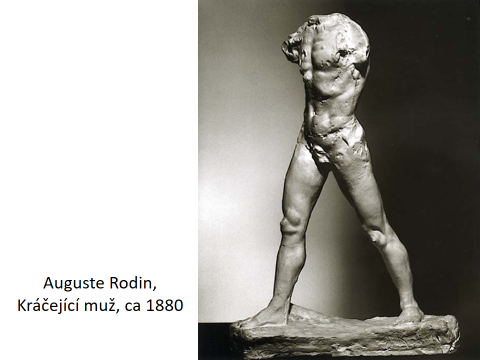 Auguste Rodin,
Kráčející muž, ca 1880